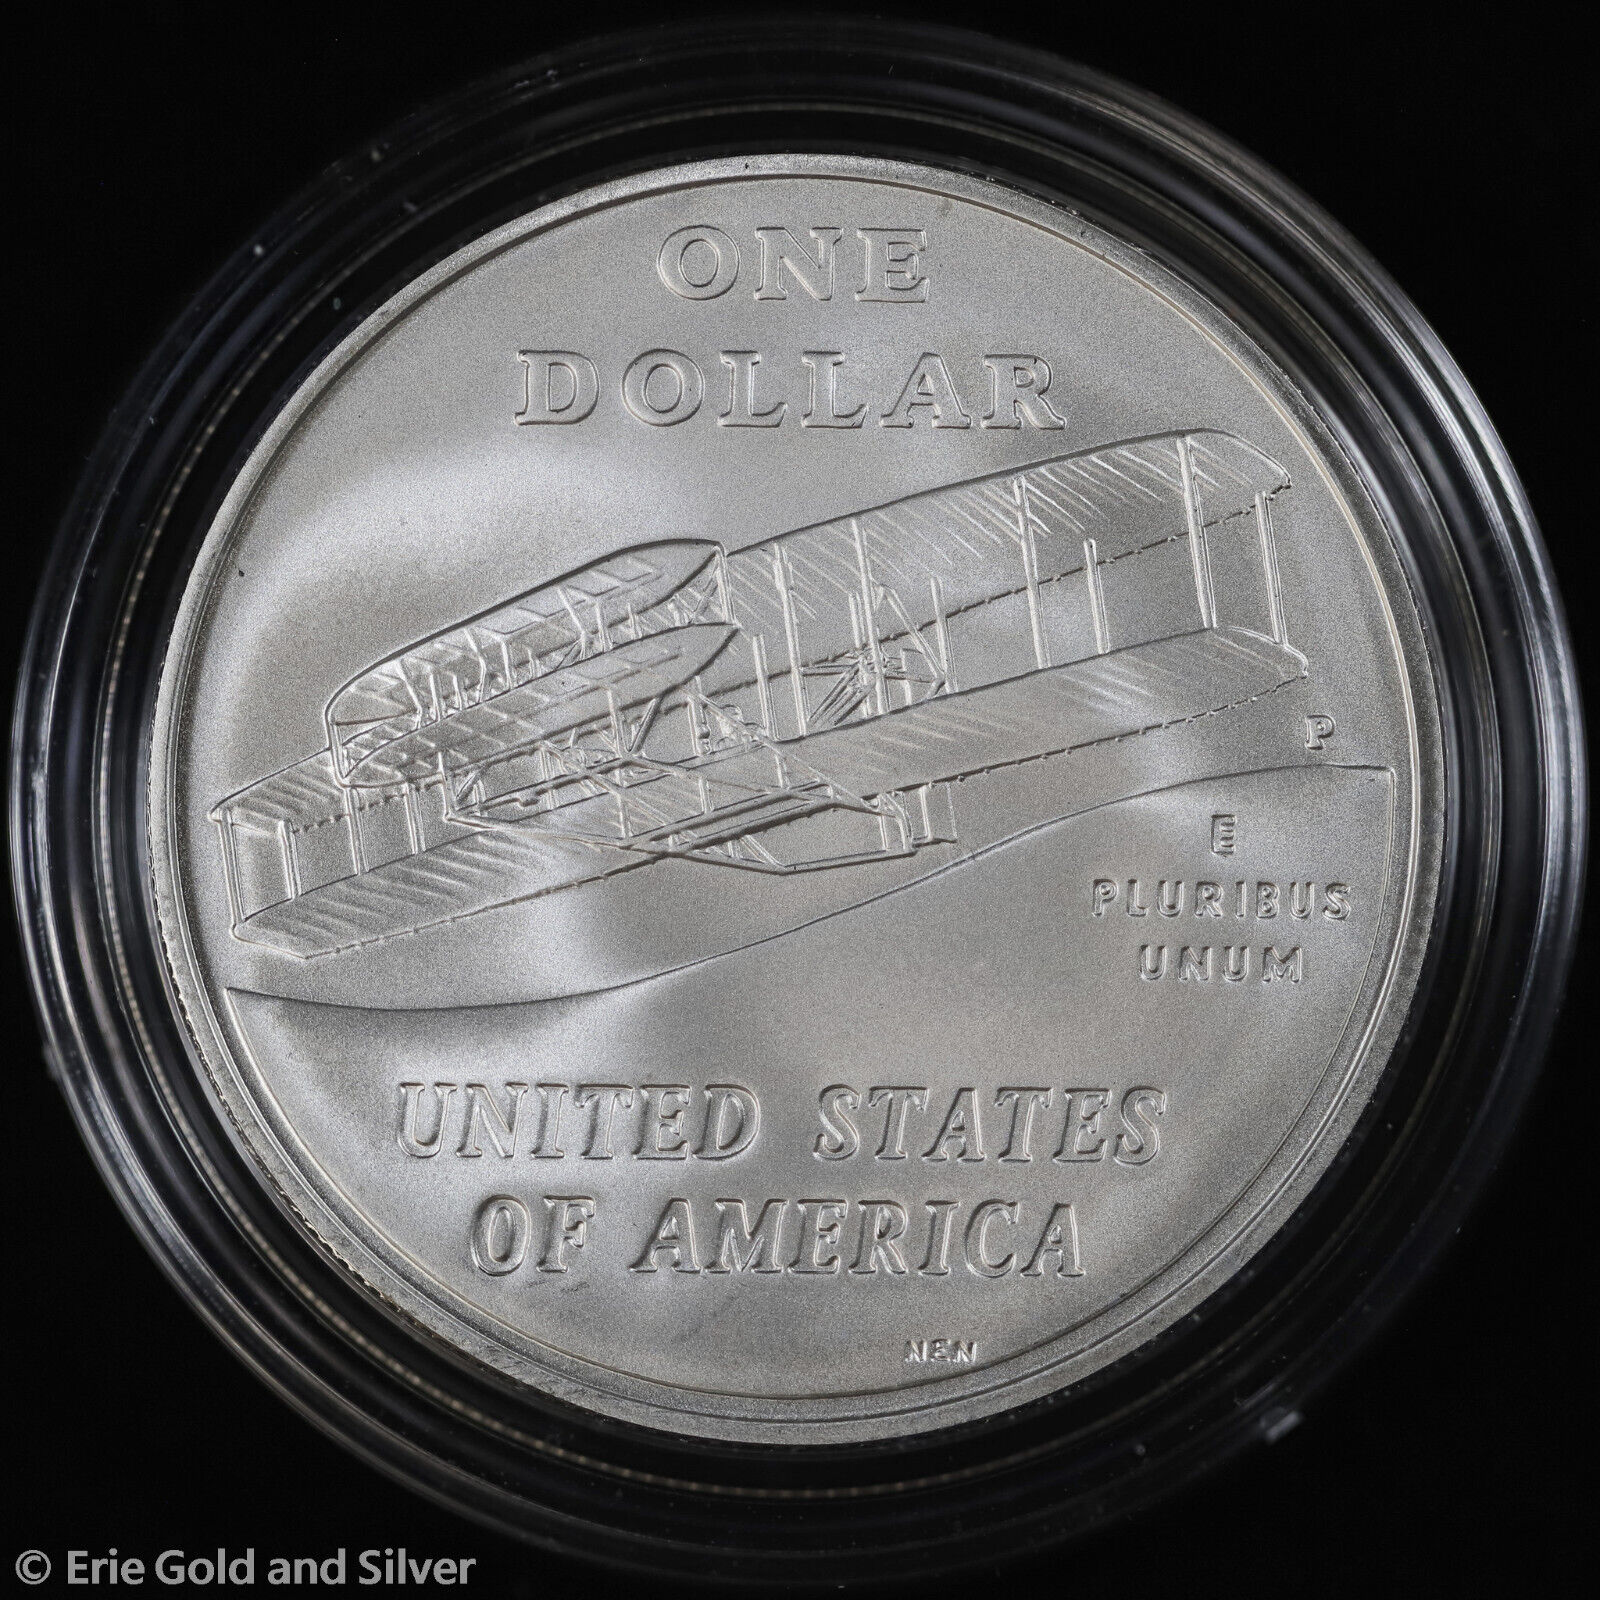 ONE
DOLLAR
P
E
PLURIBUS
UNUM
UNITED STATES
OF AMERICA
NEN
© Erie Gold and Silver